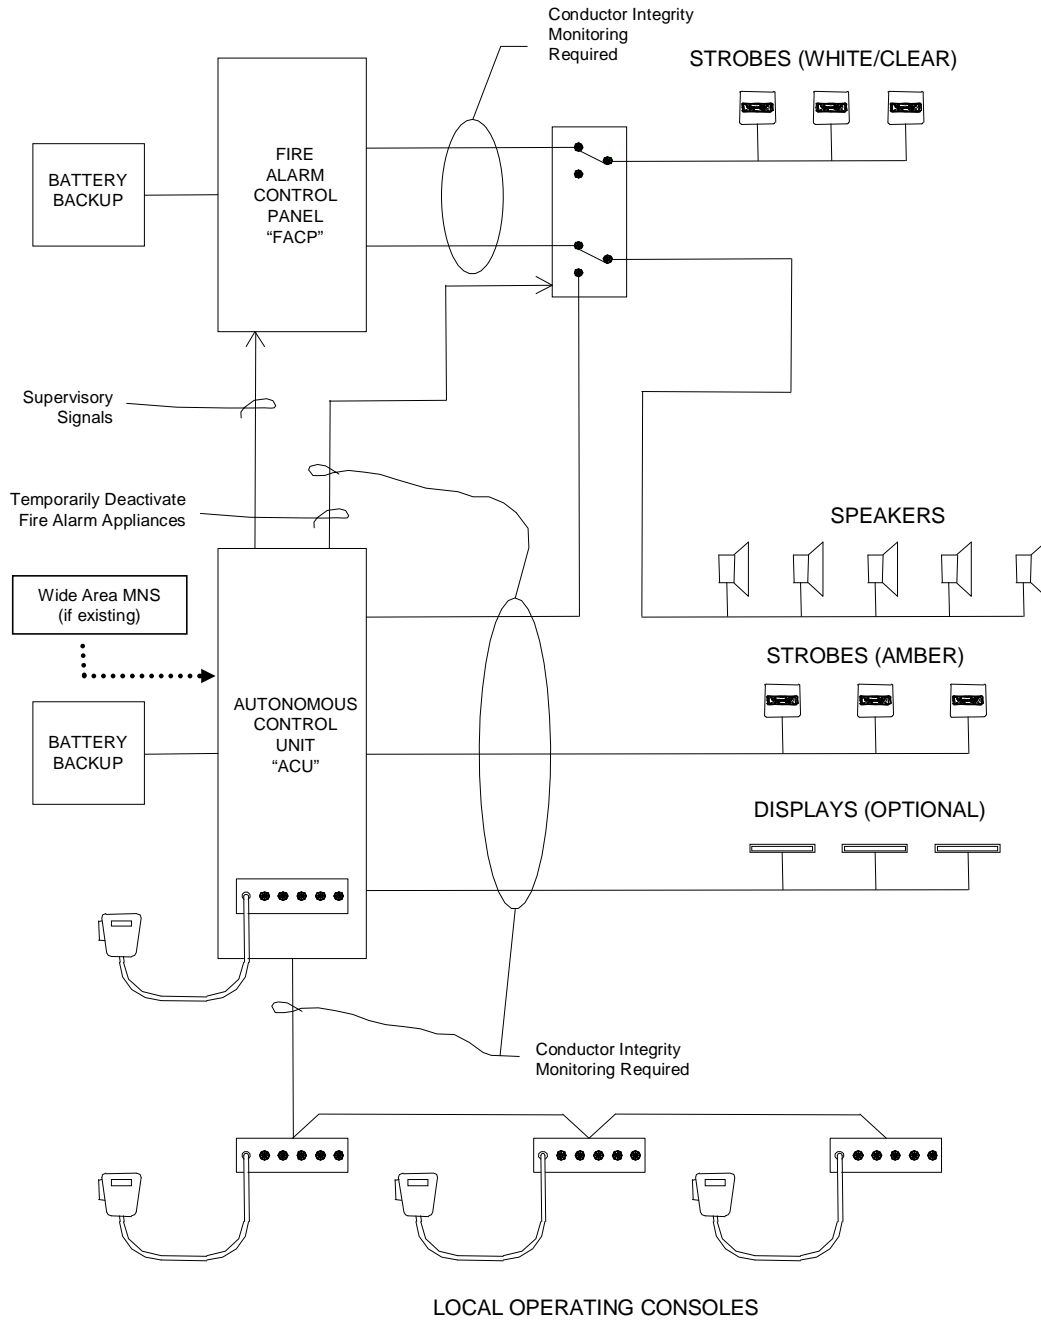 Conductor Integrity
Monitoring
Required
STROBES (WHITE/CLEAR)
FIRE
ALARM
CONTROL
PANEL
“FACP”
BATTERY
BACKUP
Supervisory
Signals
Temporarily Deactivate
Fire Alarm Appliances
SPEAKERS
Wide Area MNS
(if existing)
STROBES (AMBER)
AUTONOMOUS
CONTROL
UNIT
“ACU”
BATTERY
BACKUP
DISPLAYS (OPTIONAL)
Conductor Integrity
Monitoring Required
LOCAL OPERATING CONSOLES